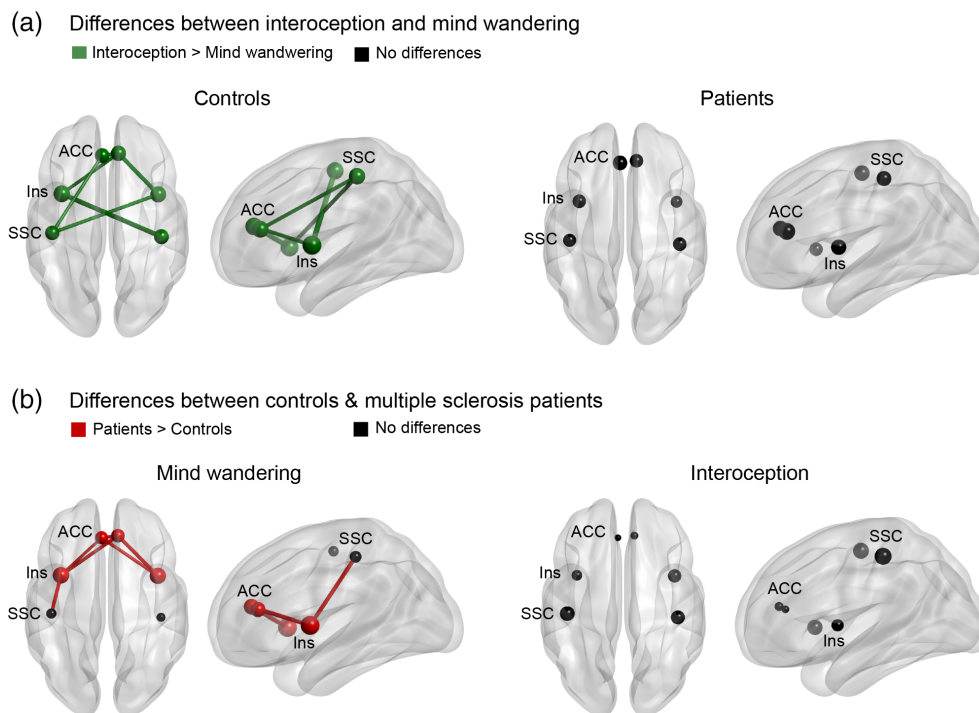 (a) Differences between interoception and mind wandering
Interoception > Mind wandwering No differences
Controls
Patients
ACC
Ins
SSC
SSC
ACC
Ins
ACC
Ins
SSC
SSC
ACC
Ins
(b) Differences between controls & multiple sclerosis patients
Patients > Controls No differences
Mind wandering
Interoception
ACC
Ins
SSC
SSC
ACC
Ins
ACC
Ins
SSC
SSC
ACC
Ins